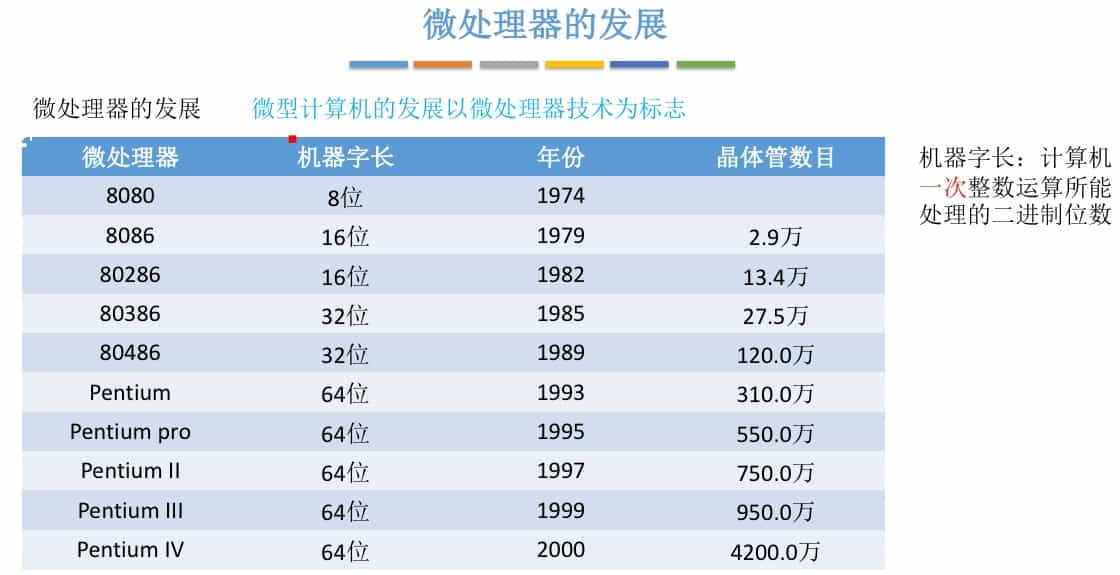 微处理器的发展
微处理器的发展 微型计算机的发展以微处理器技术为标志
微处理器 机器字长 年份 晶体管数目
8080 8位 1974
8086 16位 1979 2.9万
80286 16位 1982 13.4万
80386 32位 1985 27.5万
80486 32位 1989 120.0万
Pentium 64位 1993 310.0万
Pentium pro 64位 1995 550.0万
Pentium II 64位 1997 750.0万
Pentium III 64位 1999 950.0万
Pentium IV 64位 2000 4200.0万
机器字长：计算机
一次整数运算所能
处理的二进制位数